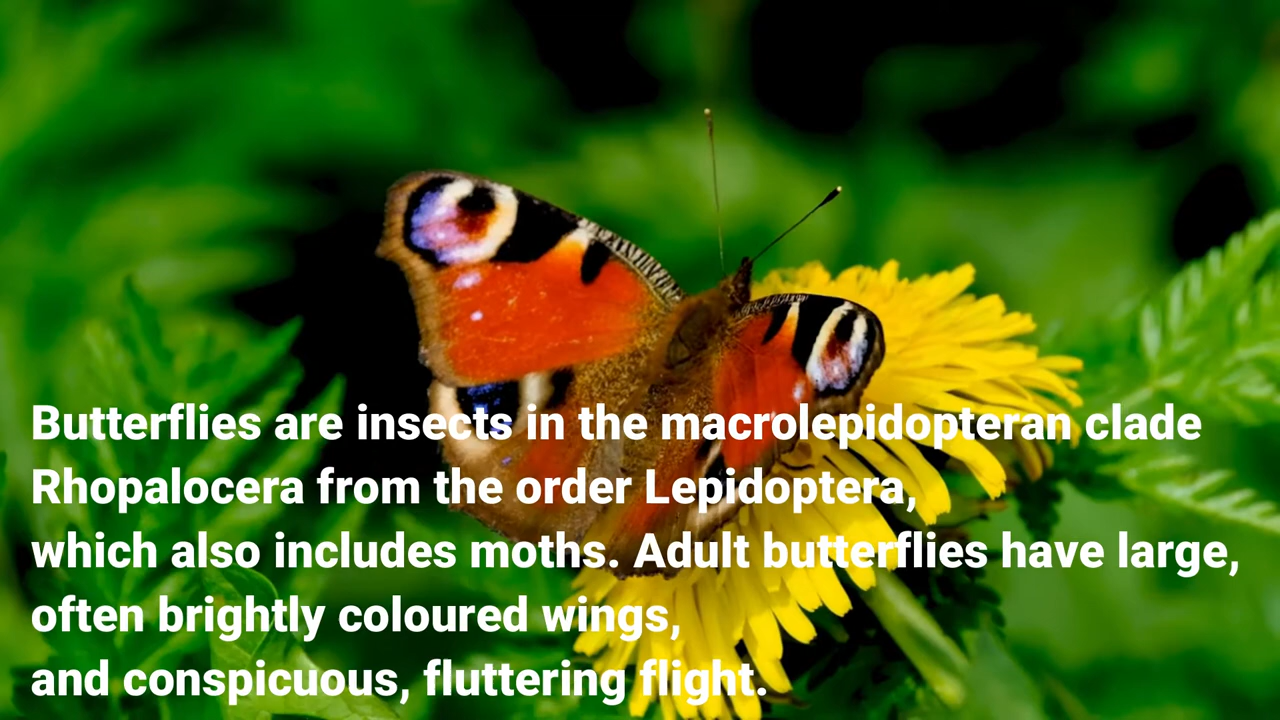 Butterflies are insects in the macrolepidopteran clade
Rhopalocera from the order Lepidoptera,
which also includes moths. Adult butterflies have large,
often brightly coloured wings,
and conspicuous, fluttering flight.